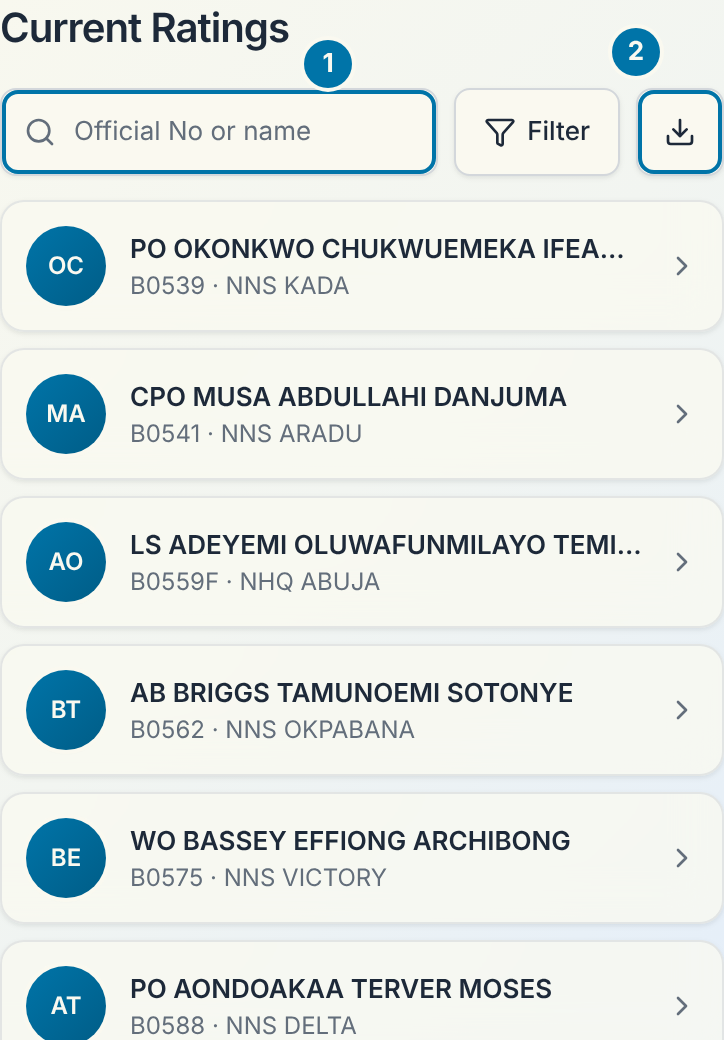 Current Ratings
1
2
Official No or name
Filter
OC
PO OKONKWO CHUKWUEMEKA IFEA...
B0539 · NNS KADA
MA
CPO MUSA ABDULLAHI DANJUMA
B0541 · NNS ARADU
AO
LS ADEYEMI OLUWAFUNMILAYO TEMI...
B0559F · NHQ ABUJA
BT
AB BRIGGS TAMUNOEMI SOTONYE
B0562 · NNS OKPABANA
BE
WO BASSEY EFFIONG ARCHIBONG
B0575 · NNS VICTORY
AT
PO AONDOAKAA TERVER MOSES
B0588 · NNS DELTA